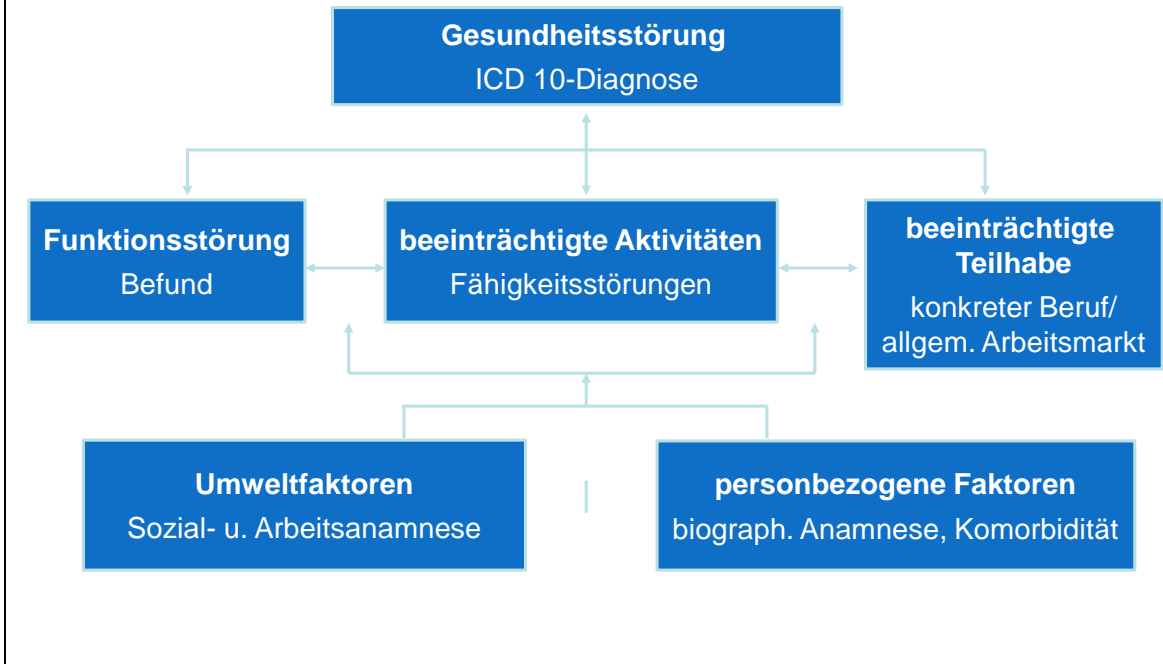 Gesundheitsstörung
ICD 10-Diagnose
Funktionsstörung
Befund
beeinträchtigte Aktivitäten
Fähigkeitsstörungen
beeinträchtigte
Teilhabe
konkreter Beruf/
allgem. Arbeitsmarkt
Umweltfaktoren
Sozial- u. Arbeitsanamnese
personbezogene Faktoren
biograph. Anamnese, Komorbidität